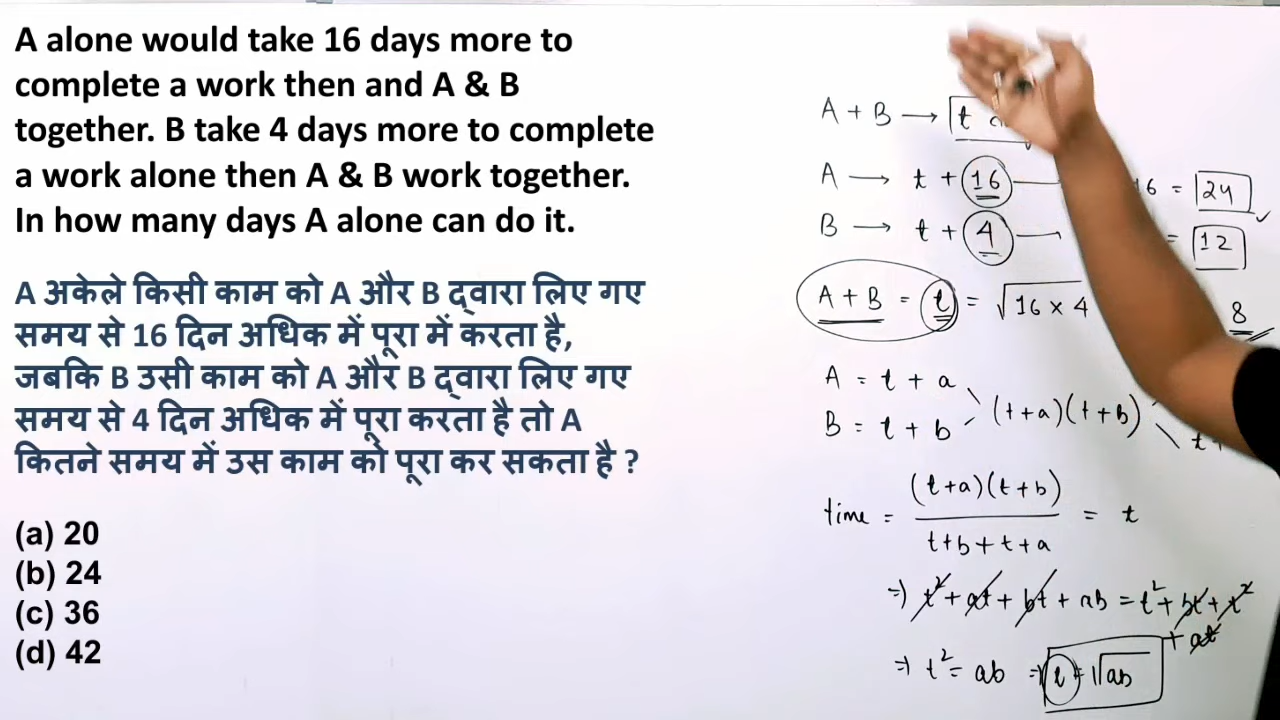 A alone would take 16 days more to
complete a work then and A & B
together. B take 4 days more to complete
a work alone then A & B work together.
In how many days A alone can do it.
A अकेले किसी काम को A और B द्वारा लिए गए
समय से 16 दिन अधिक में पूरा में करता है,
जबकि B उसी काम को A और B द्वारा लिए गए
समय से 4 दिन अधिक में पूरा करता है तो A
कितने समय में उस काम को पूरा कर सकता है ?
(a) 20
(b) 24
(c) 36
(d) 42
A + B → t
A → t + 16 — 16 = 24
B → t + 4 — = 12
A + B = t = √16 × 4 8
A = t + a
B = t + b
(t+a)(t+b)
t+
time = (t+a)(t+b) / t+b+t+a = t
⇒ t² + at + bt + ab = t² + bt + t²
+ at
⇒ t² = ab ⇒ t = √ab